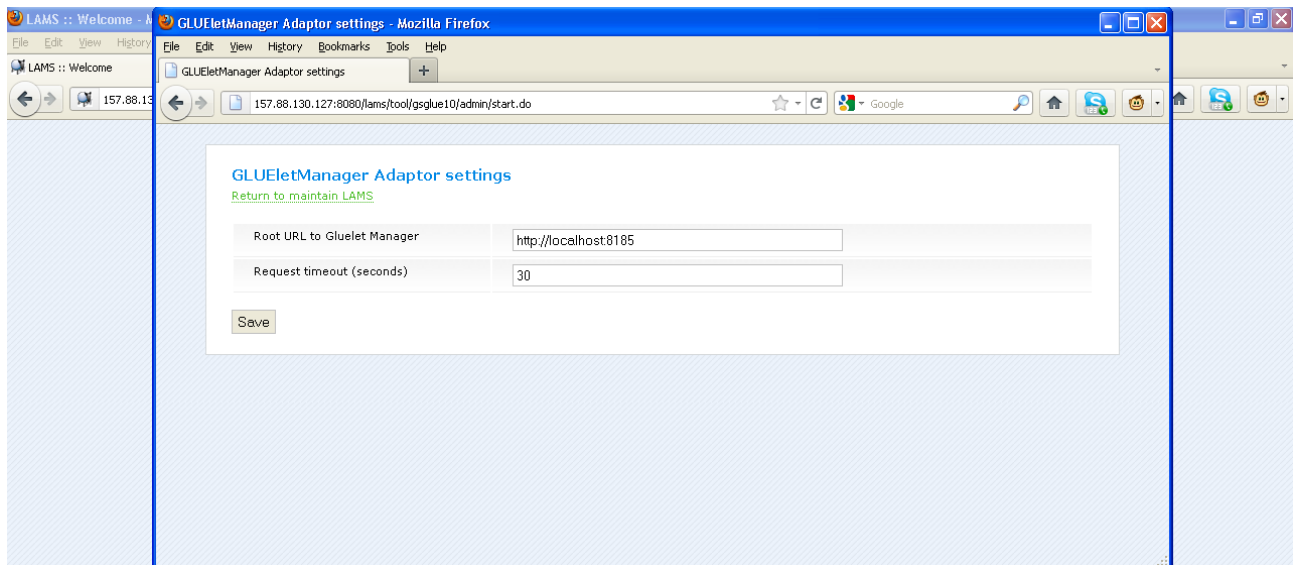 LAMS :: Welcome - M
GLUEletManager Adaptor settings - Mozilla Firefox
File Edit View History
File Edit View History Bookmarks Tools Help
LAMS :: Welcome
GLUEletManager Adaptor settings
157.88.13
157.88.130.127:8080/lams/tool/gsglue10/admin/start.do
Google
GLUEletManager Adaptor settings
Return to maintain LAMS
Root URL to Gluelet Manager
http://localhost:8185
Request timeout (seconds)
30
Save